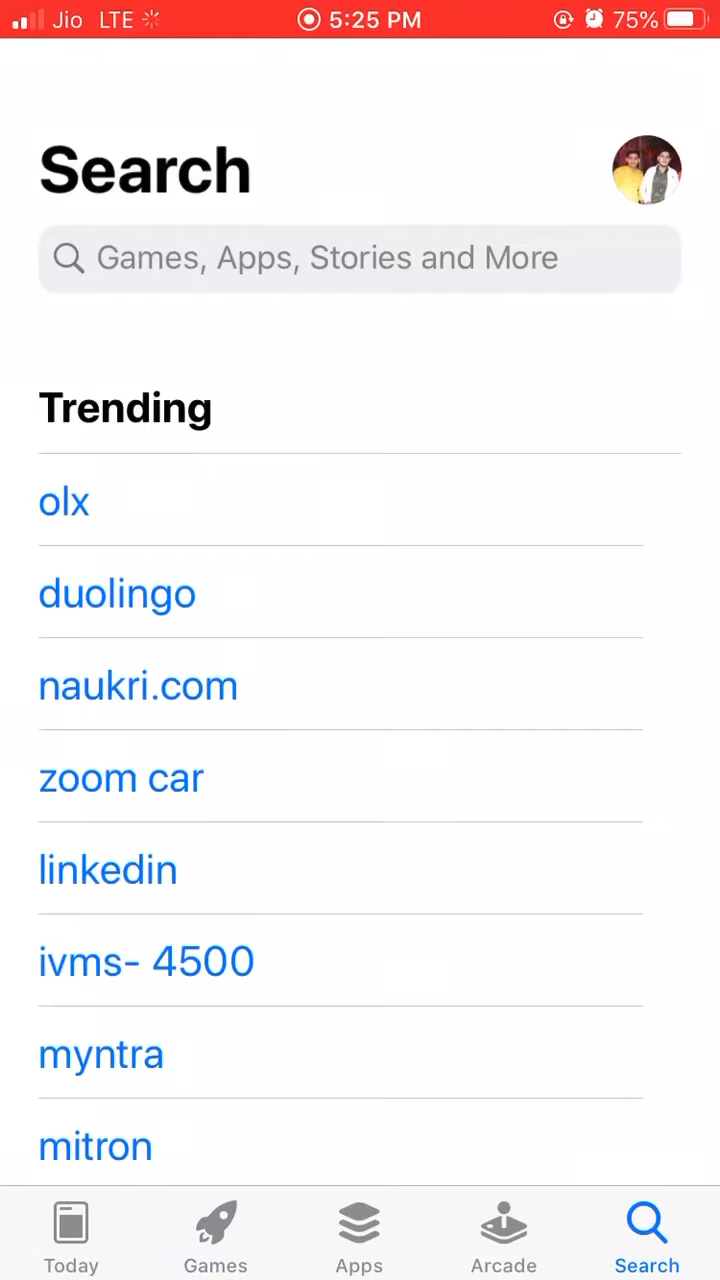 Jio LTE 5:25 PM 75%
Search
Games, Apps, Stories and More
Trending
olx
duolingo
naukri.com
zoom car
linkedin
ivms- 4500
myntra
mitron
Today Games Apps Arcade Search